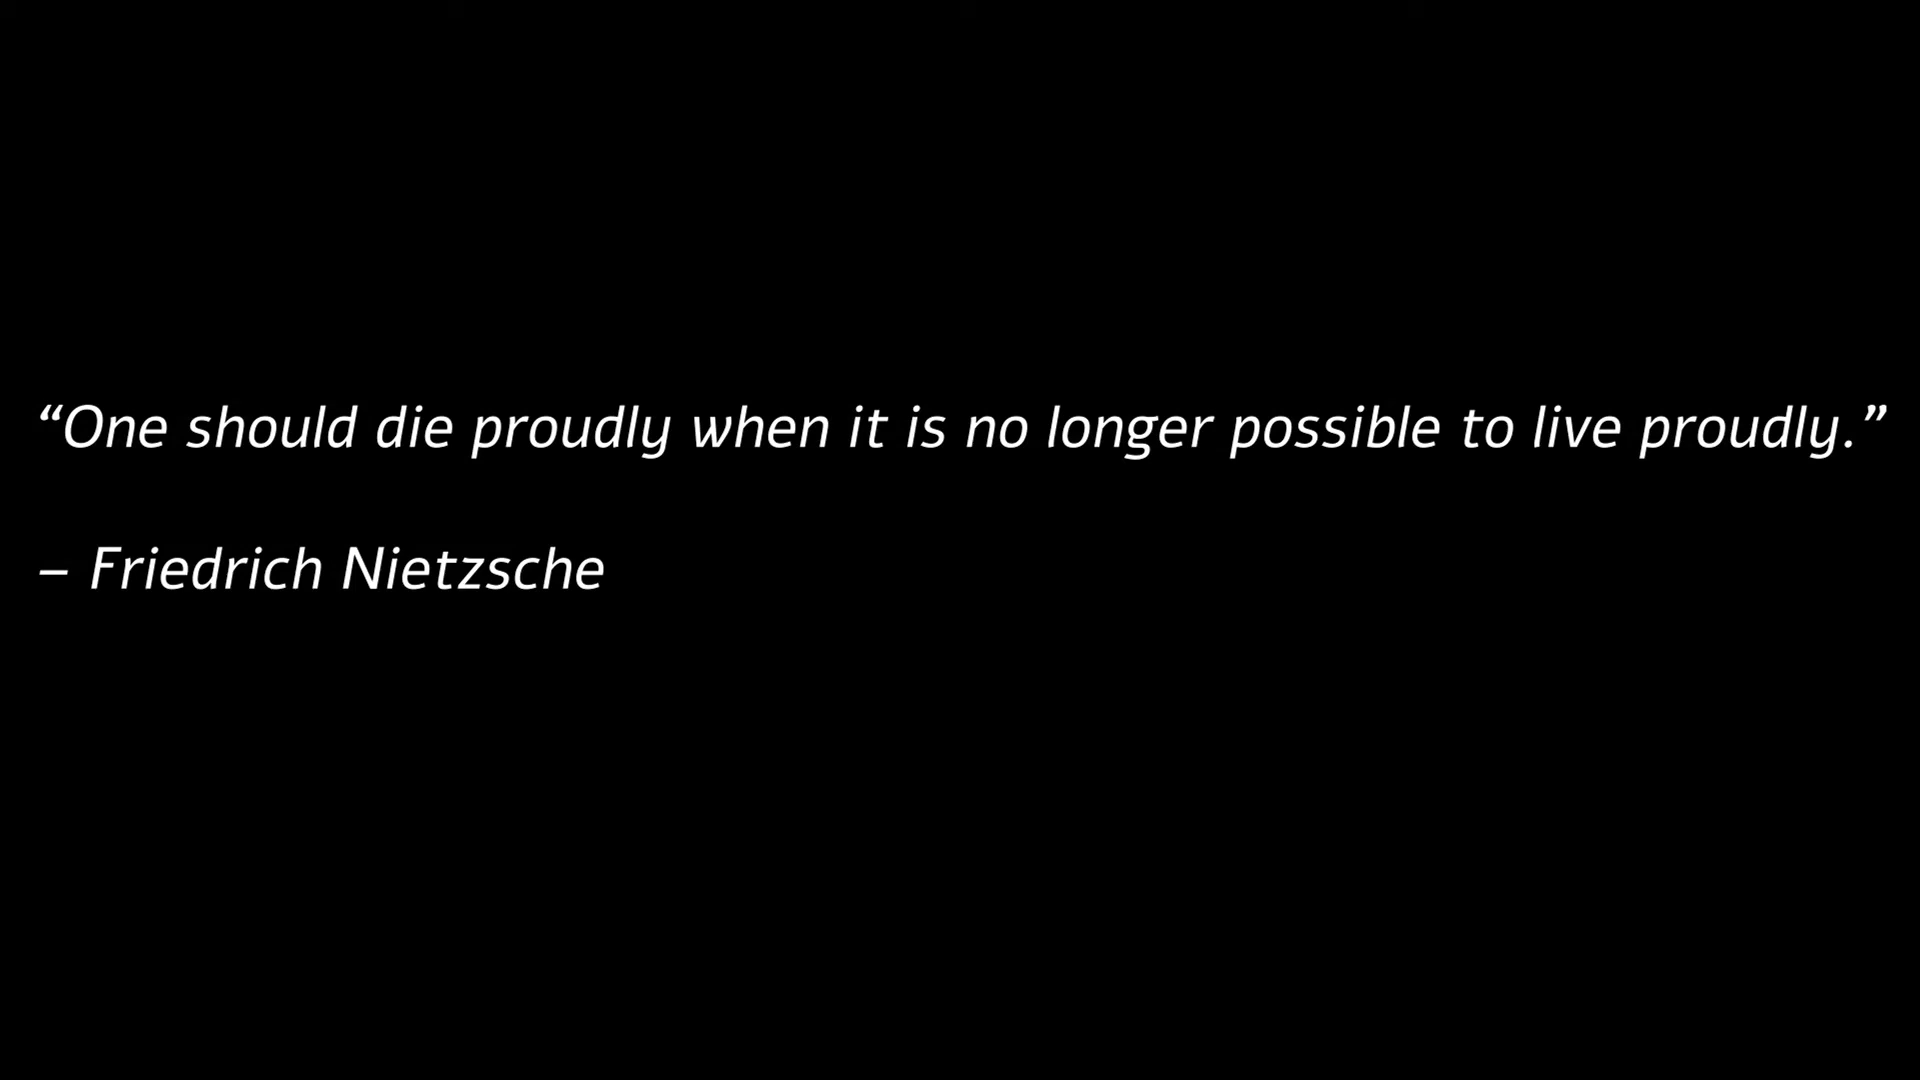 “One should die proudly when it is no longer possible to live proudly.”
– Friedrich Nietzsche